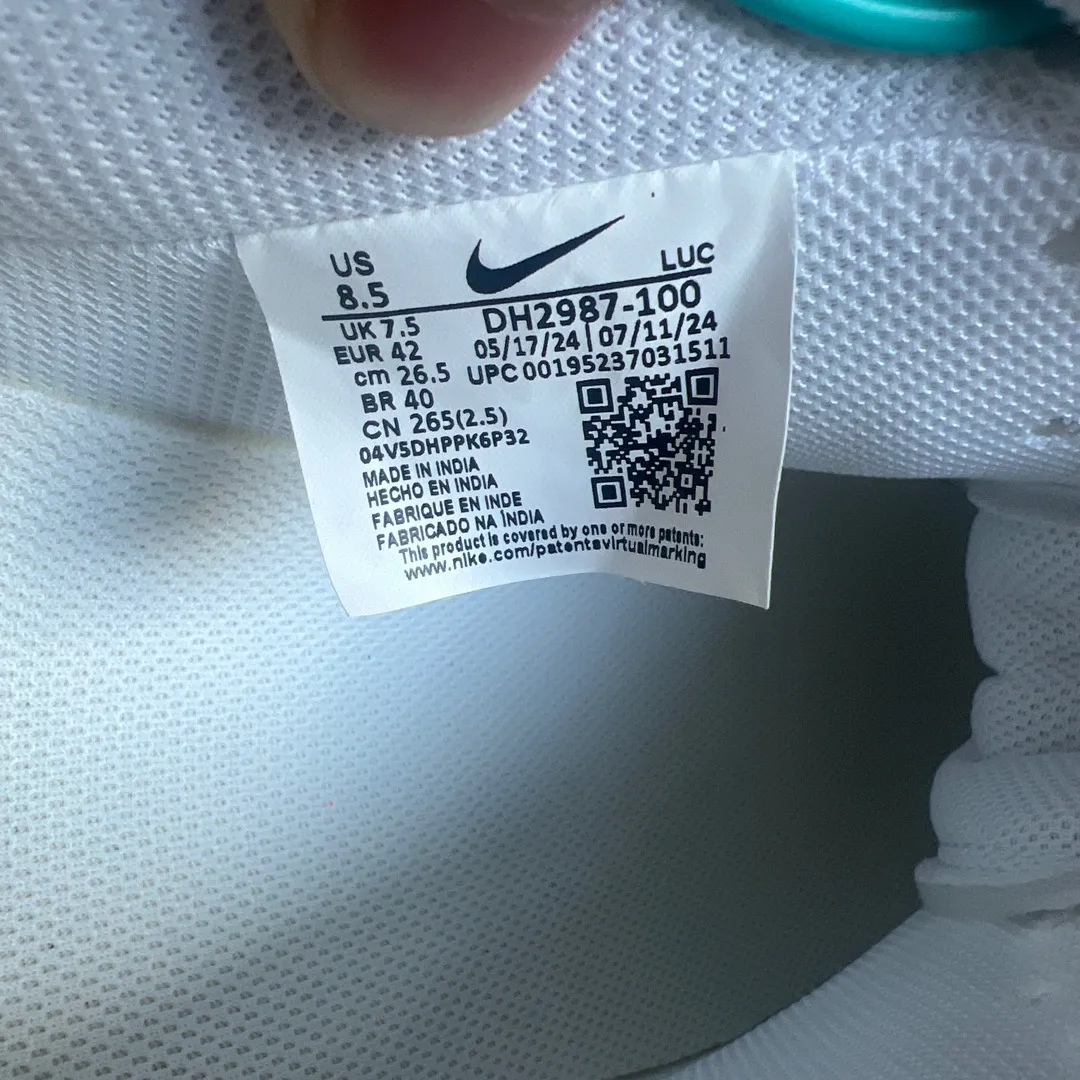 US
8.5
LUC
UK 7.5
EUR 42
cm 26.5
BR 40
CN 265(2.5)
DH2987-100
05/17/24 | 07/11/24
UPC 00195237031511
04V5DHPPK6P32
MADE IN INDIA
HECHO EN INDIA
FABRIQUE EN INDE
FABRICADO NA ÍNDIA
This product is covered by one or more patents:
www.nike.com/patentsvirtualmarking